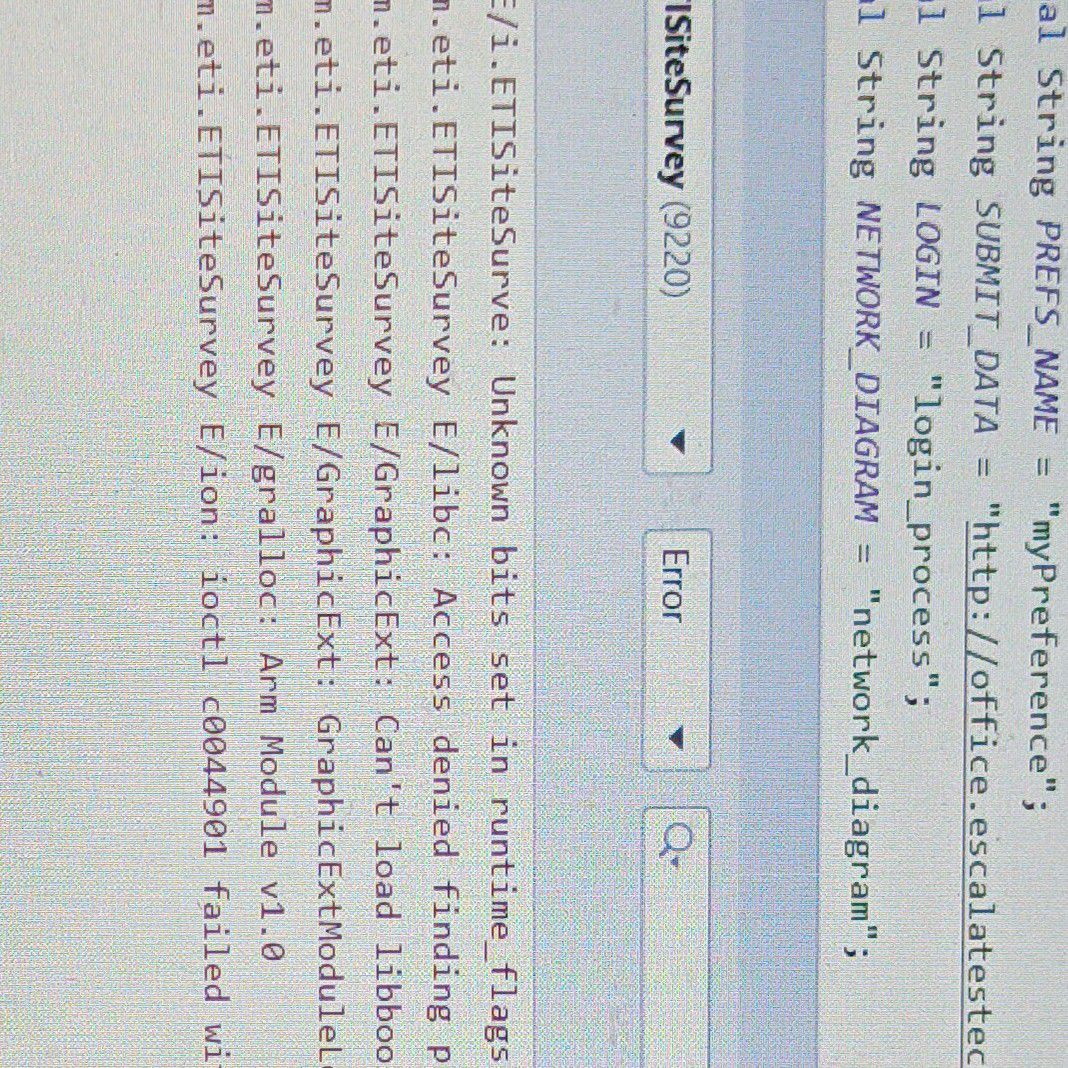 al String PREFS_NAME = "myPreference";
l String SUBMIT_DATA = "http://office.escalatestec
l String LOGIN = "login_process";
l String NETWORK_DIAGRAM = "network_diagram";
ISiteSurvey (9220) Error
E/i.ETISiteSurve: Unknown bits set in runtime_flags
m.eti.ETISiteSurvey E/libc: Access denied finding p
m.eti.ETISiteSurvey E/GraphicExt: Can't load libboo
m.eti.ETISiteSurvey E/GraphicExt: GraphicExtModuleL
m.eti.ETISiteSurvey E/gralloc: Arm Module v1.0
m.eti.ETISiteSurvey E/ion: ioctl c0044901 failed wi